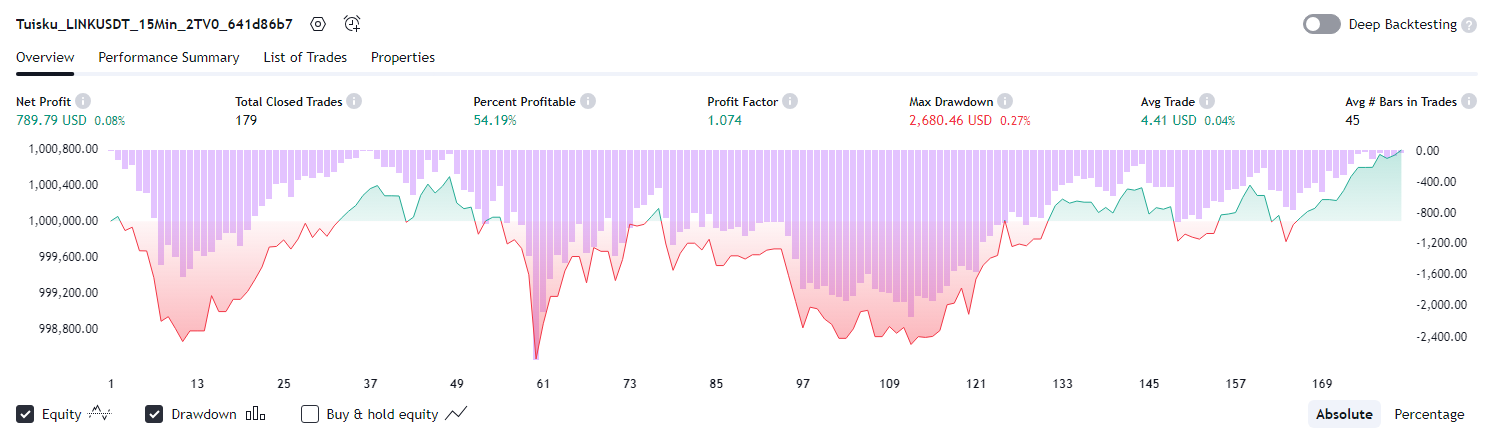 Tuisku_LINKUSDT_15Min_2TV0_641d86b7 Deep Backtesting ?
Overview Performance Summary List of Trades Properties
Net Profit Total Closed Trades Percent Profitable Profit Factor Max Drawdown Avg Trade Avg # Bars in Trades
789.79 USD 0.08% 179 54.19% 1.074 2,680.46 USD 0.27% 4.41 USD 0.04% 45
1,000,800.00 0.00
1,000,400.00 -400.00
1,000,000.00 -800.00
999,600.00 -1,200.00
999,200.00 -1,600.00
998,800.00 -2,000.00
-2,400.00
1 13 25 37 49 61 73 85 97 109 121 133 145 157 169
Equity Drawdown Buy & hold equity Absolute Percentage